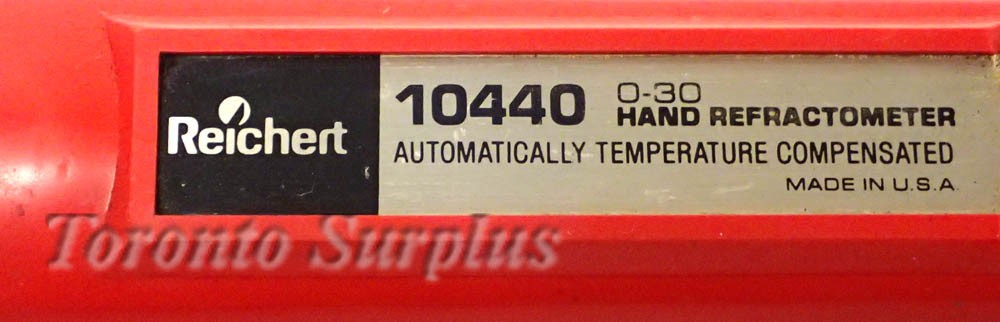 Reichert
10440 0-30
HAND REFRACTOMETER
AUTOMATICALLY TEMPERATURE COMPENSATED
MADE IN U.S.A
Toronto Surplus